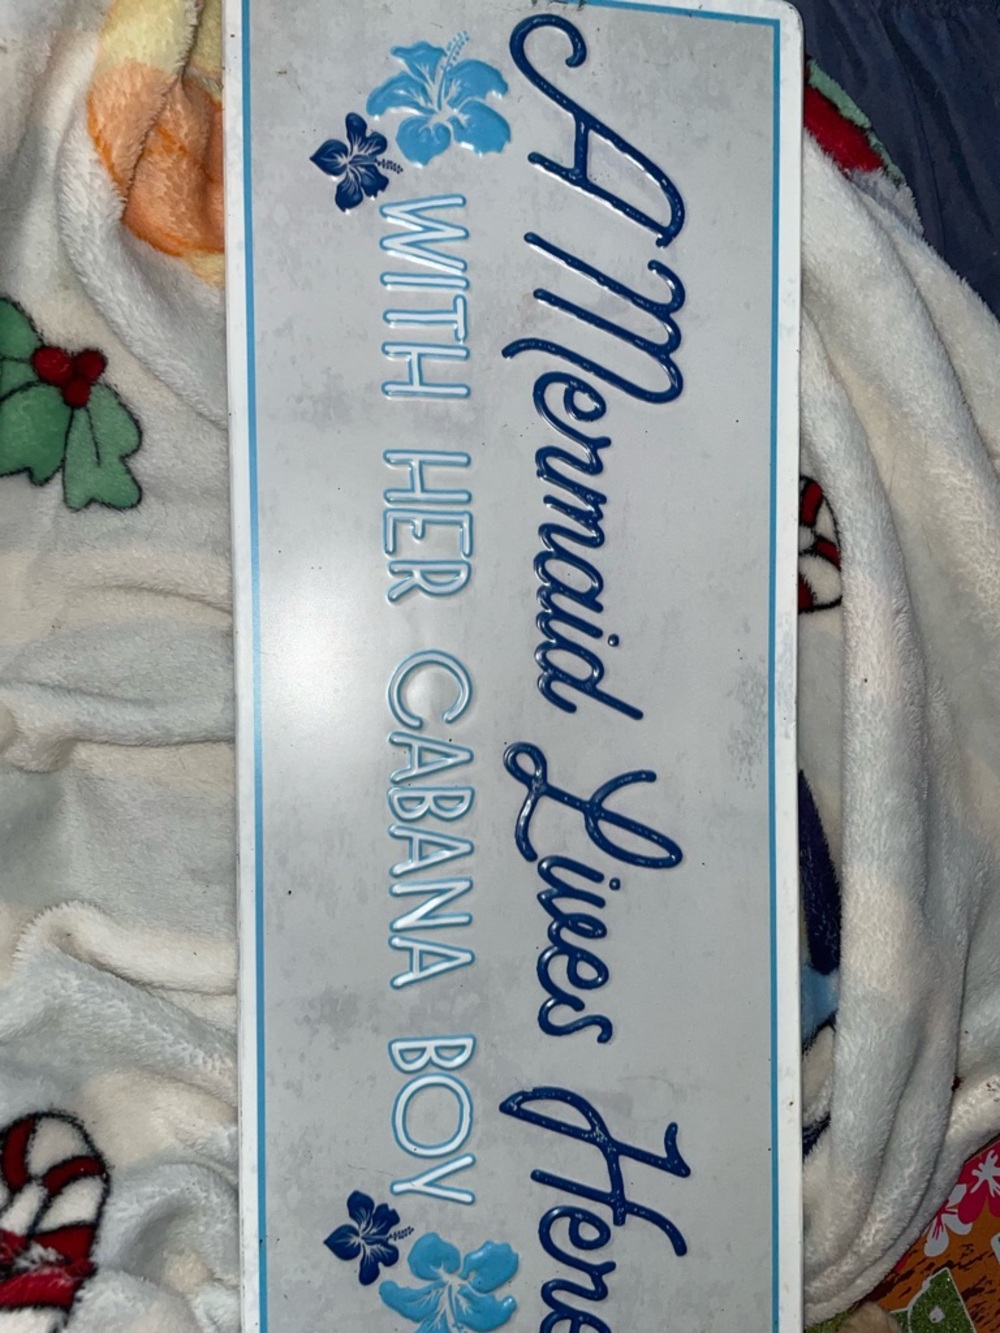 A Mermaid Lives Here
WITH HER CABANA BOY